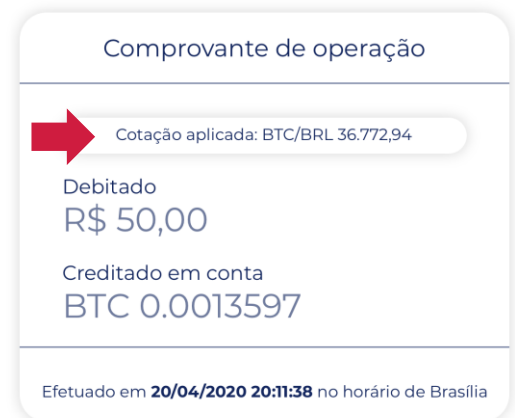 Comprovante de operação
Cotação aplicada: BTC/BRL 36.772,94
Debitado
R$ 50,00
Creditado em conta
BTC 0.0013597
Efetuado em 20/04/2020 20:11:38 no horário de Brasília